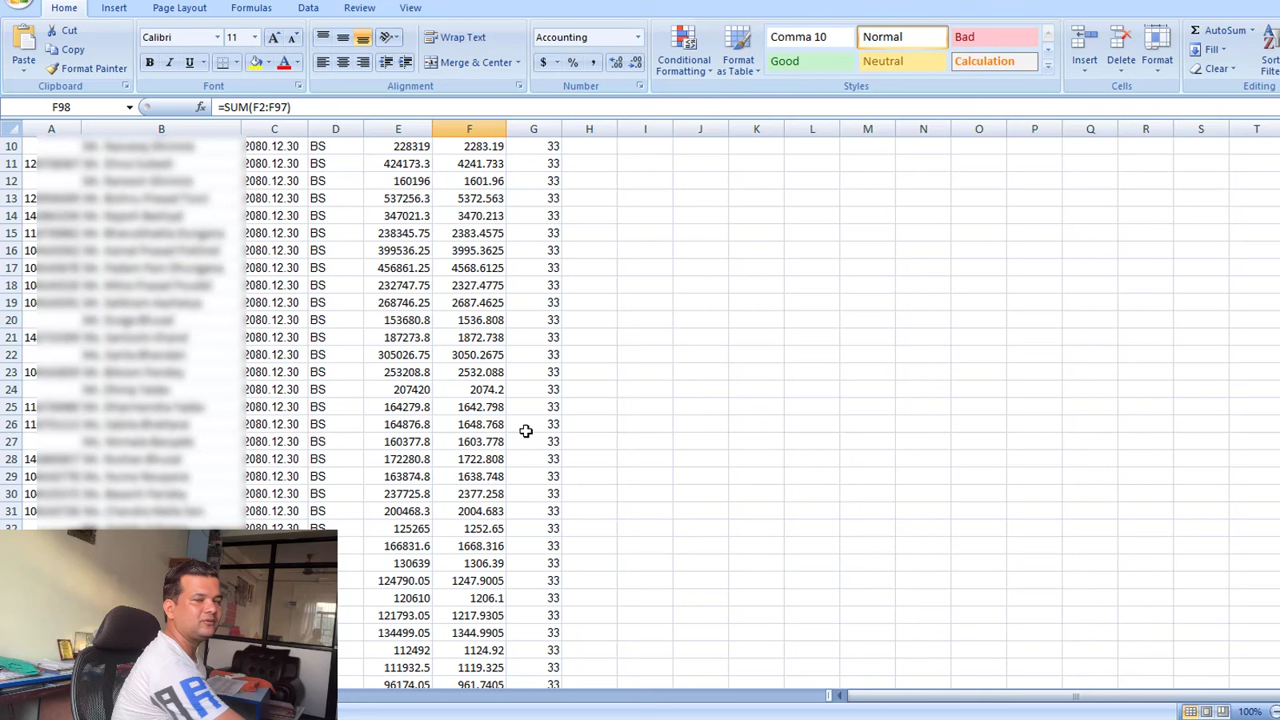 Home Insert Page Layout Formulas Data Review View
Paste Cut Copy Format Painter Clipboard
Calibri 11 B I U A Font
Wrap Text Merge & Center Alignment
Accounting $ % , Number
Conditional Formatting Format as Table
Comma 10 Normal Bad
Good Neutral Calculation
Styles
Insert Delete Format Cells
AutoSum Fill Clear Editing
F98 fx =SUM(F2:F97)
A B C D E F G H I J K L M N O P Q R S T
10 2080.12.30 BS 228319 2283.19 33
11 12 2080.12.30 BS 424173.3 4241.733 33
12 2080.12.30 BS 160196 1601.96 33
13 12 2080.12.30 BS 537256.3 5372.563 33
14 14 2080.12.30 BS 347021.3 3470.213 33
15 11 2080.12.30 BS 238345.75 2383.4575 33
16 10 2080.12.30 BS 399536.25 3995.3625 33
17 10 2080.12.30 BS 456861.25 4568.6125 33
18 10 2080.12.30 BS 232747.75 2327.4775 33
19 10 2080.12.30 BS 268746.25 2687.4625 33
20 2080.12.30 BS 153680.8 1536.808 33
21 14 2080.12.30 BS 187273.8 1872.738 33
22 2080.12.30 BS 305026.75 3050.2675 33
23 10 2080.12.30 BS 253208.8 2532.088 33
24 2080.12.30 BS 207420 2074.2 33
25 11 2080.12.30 BS 164279.8 1642.798 33
26 11 2080.12.30 BS 164876.8 1648.768 33
27 2080.12.30 BS 160377.8 1603.778 33
28 14 2080.12.30 BS 172280.8 1722.808 33
29 10 2080.12.30 BS 163874.8 1638.748 33
30 10 2080.12.30 BS 237725.8 2377.258 33
31 10 2080.12.30 BS 200468.3 2004.683 33
32 2080.12.30 BS 125265 1252.65 33
166831.6 1668.316 33
130639 1306.39 33
124790.05 1247.9005 33
120610 1206.1 33
121793.05 1217.9305 33
134499.05 1344.9905 33
112492 1124.92 33
111932.5 1119.325 33
96174.05 961.7405 33
100%